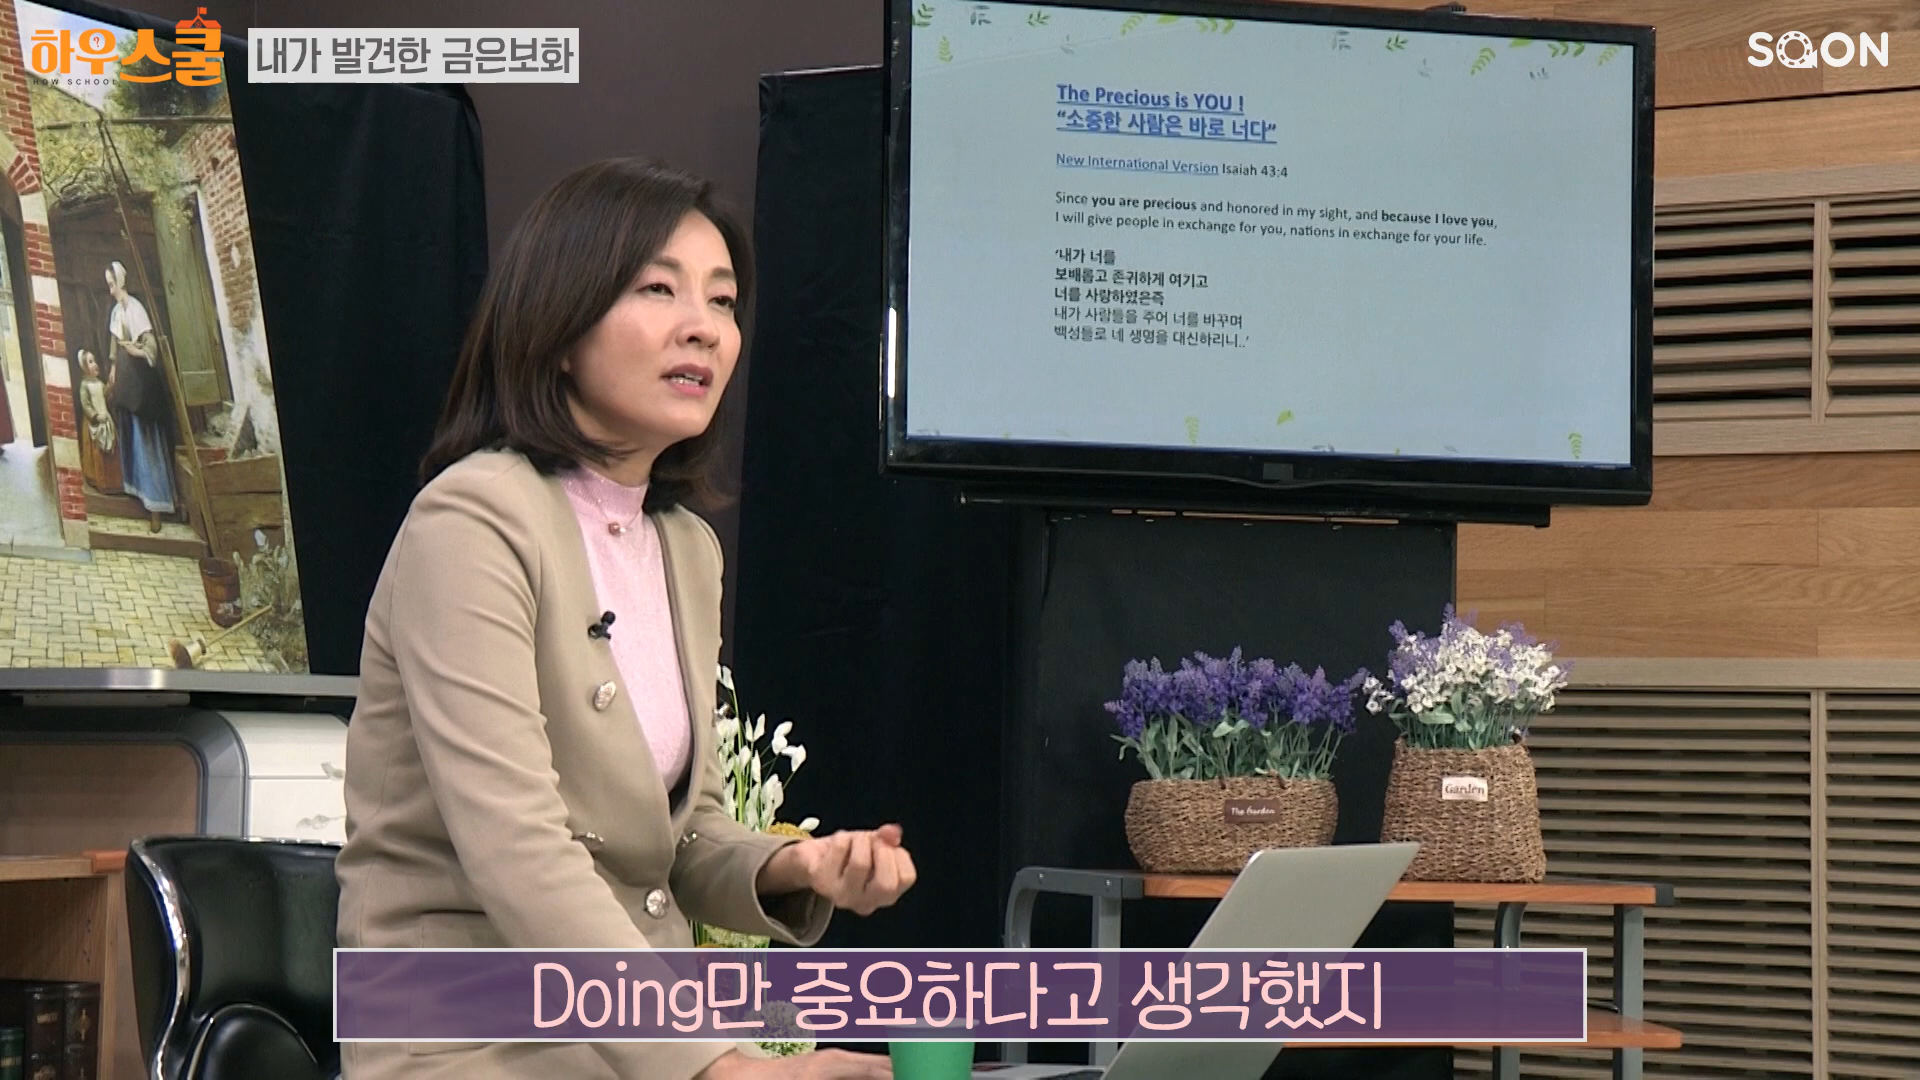 하우스쿨
HOW SCHOOL
내가 발견한 금은보화
SOON
The Precious is YOU !
“소중한 사람은 바로 너다”
New International Version Isaiah 43:4
Since you are precious and honored in my sight, and because I love you,
I will give people in exchange for you, nations in exchange for your life.
‘내가 너를
보배롭고 존귀하게 여기고
너를 사랑하였은즉
내가 사람들을 주어 너를 바꾸며
백성들로 네 생명을 대신하리니..’
The Garden
Garden
Doing만 중요하다고 생각했지